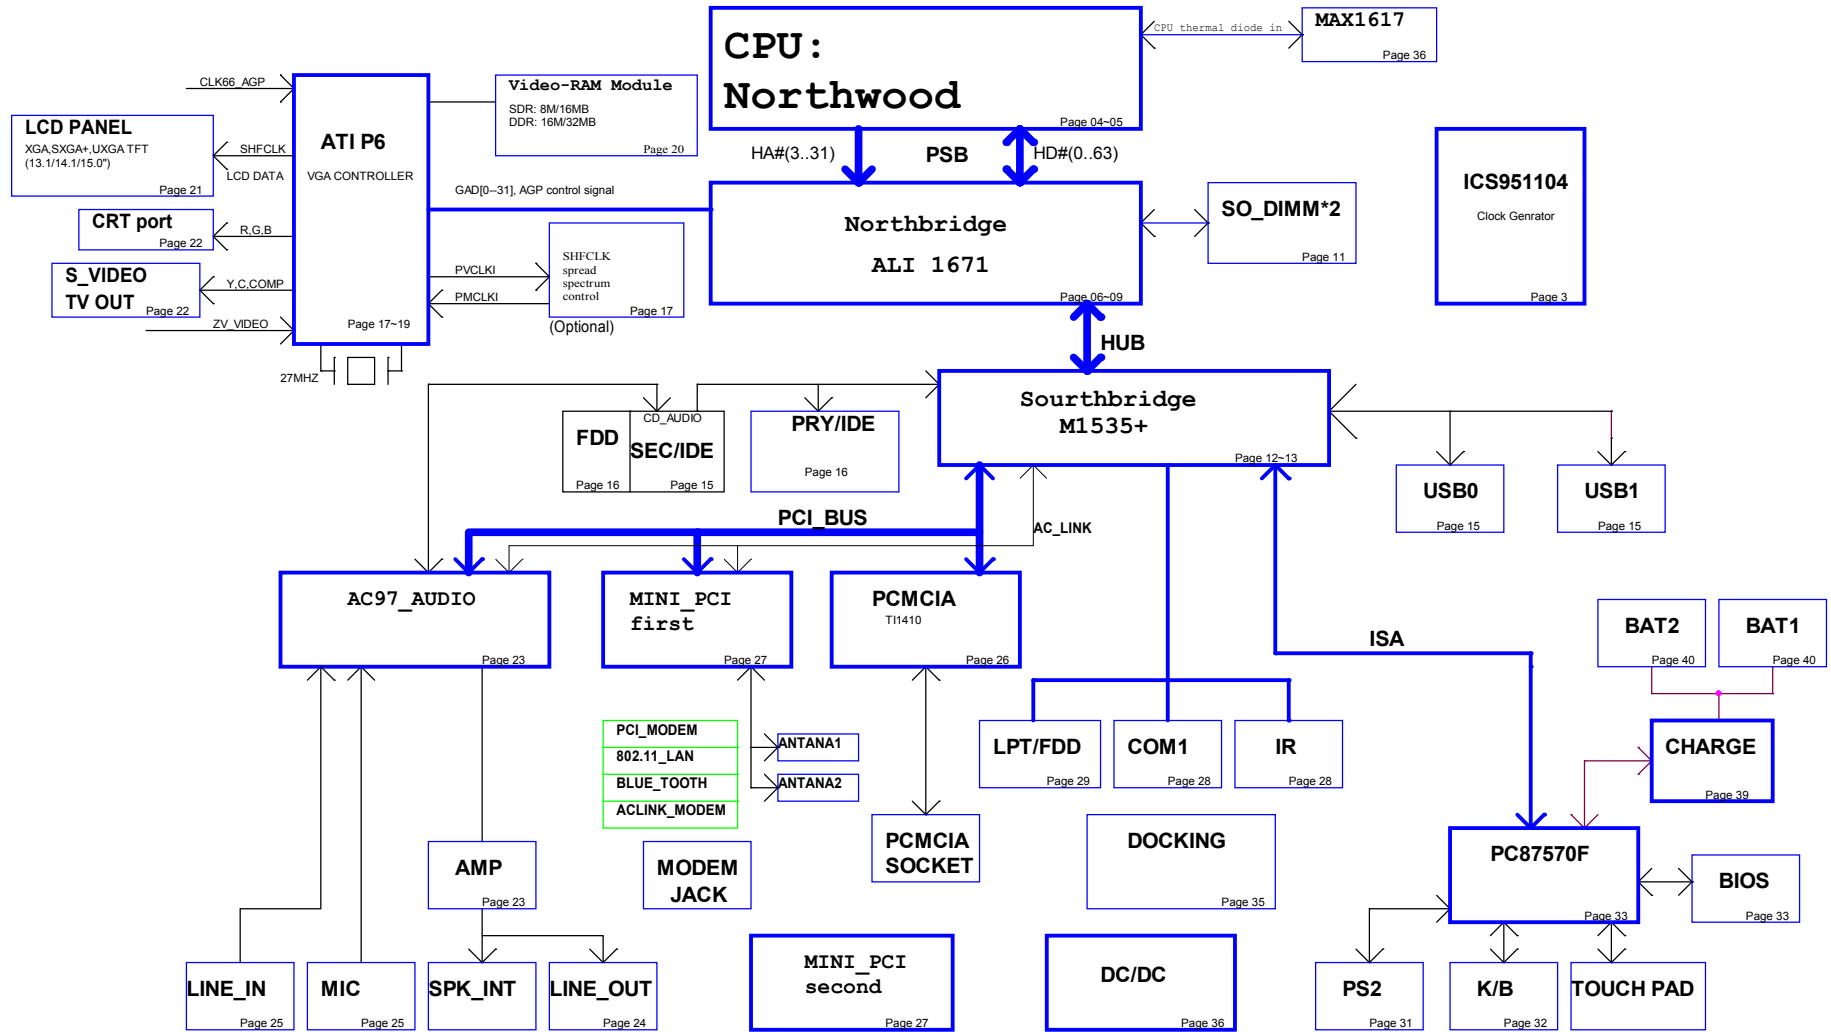 CPU:
Northwood
Page 04~05
CPU thermal diode in
MAX1617
Page 36
CLK66_AGP
Video-RAM Module
SDR: 8M/16MB
DDR: 16M/32MB
Page 20
LCD PANEL
XGA,SXGA+,UXGA TFT
(13.1/14.1/15.0")
Page 21
SHFCLK
LCD DATA
ATI P6
VGA CONTROLLER
Page 17~19
HA#(3..31)
PSB
HD#(0..63)
GAD[0--31], AGP control signal
ICS951104
Clock Genrator
Page 3
CRT port
Page 22
R,G,B
Northbridge
ALI 1671
Page 06~09
SO_DIMM*2
Page 11
S_VIDEO
TV OUT
Page 22
Y,C,COMP
ZV_VIDEO
PVCLKI
PMCLKI
SHFCLK
spread
spectrum
control
Page 17
(Optional)
27MHZ
HUB
Sourthbridge
M1535+
Page 12~13
FDD
Page 16
CD_AUDIO
SEC/IDE
Page 15
PRY/IDE
Page 16
USB0
Page 15
USB1
Page 15
PCI_BUS
AC_LINK
AC97_AUDIO
Page 23
MINI_PCI
first
Page 27
PCMCIA
TI1410
Page 26
ISA
BAT2
Page 40
BAT1
Page 40
PCI_MODEM
802.11_LAN
BLUE_TOOTH
ACLINK_MODEM
ANTANA1
ANTANA2
LPT/FDD
Page 29
COM1
Page 28
IR
Page 28
CHARGE
Page 39
AMP
Page 23
MODEM
JACK
PCMCIA
SOCKET
DOCKING
Page 35
PC87570F
Page 33
BIOS
Page 33
LINE_IN
Page 25
MIC
Page 25
SPK_INT
LINE_OUT
Page 24
MINI_PCI
second
Page 27
DC/DC
Page 36
PS2
Page 31
K/B
Page 32
TOUCH PAD